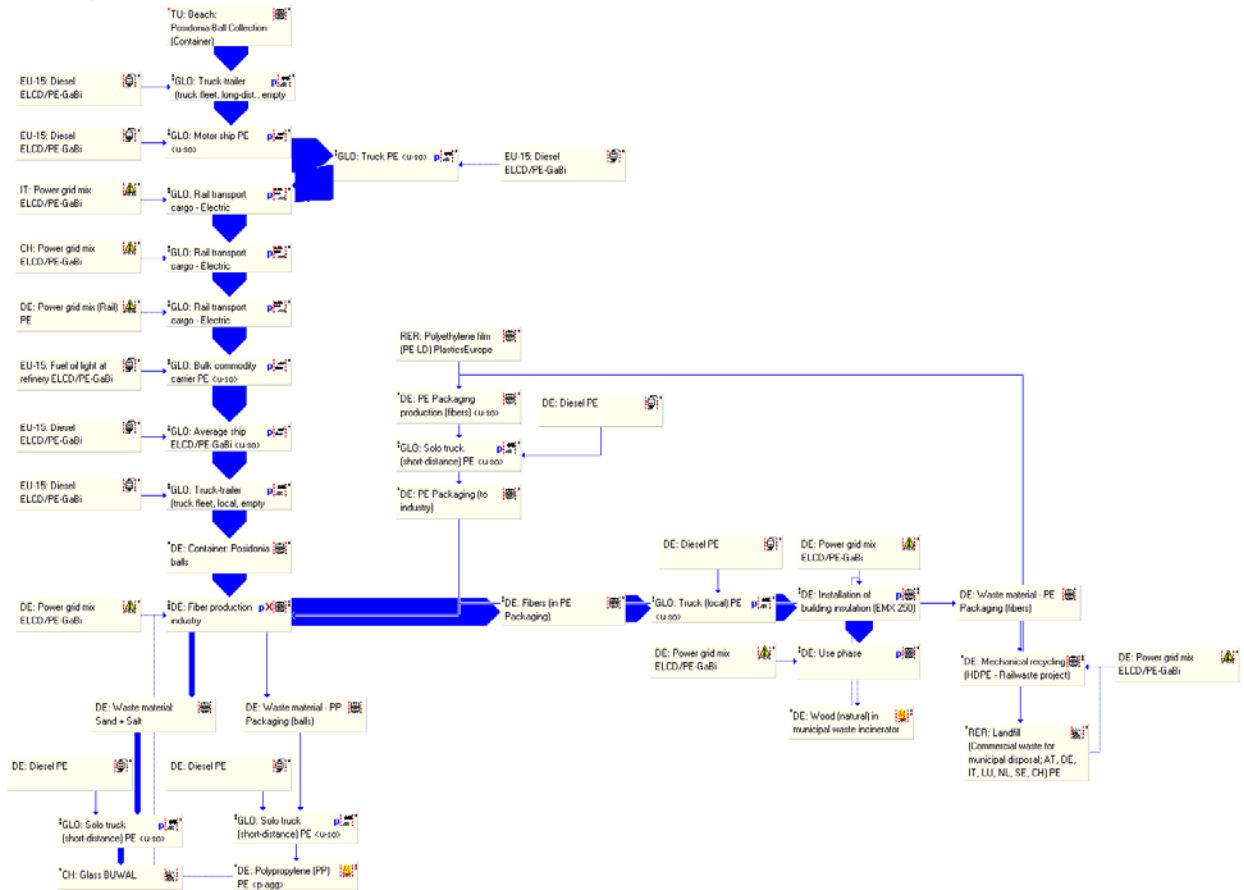 TU: Beach:
Posidonia-Ball Collection
(Container)
EU-15: Diesel
ELCD/PE-GaBi
GLO: Truck-trailer
(truck fleet, long-dist., empty
EU-15: Diesel
ELCD/PE-GaBi
GLO: Motor ship PE
<u-so>
GLO: Truck PE <u-so>
EU-15: Diesel
ELCD/PE-GaBi
IT: Power grid mix
ELCD/PE-GaBi
GLO: Rail transport
cargo - Electric
CH: Power grid mix
ELCD/PE-GaBi
GLO: Rail transport
cargo - Electric
DE: Power grid mix (Rail)
PE
GLO: Rail transport
cargo - Electric
RER: Polyethylene film
(PE-LD) PlasticsEurope
EU-15: Fuel oil light at
refinery ELCD/PE-GaBi
GLO: Bulk commodity
carrier PE <u-so>
DE: PE Packaging
production (fibers) <u-so>
DE: Diesel PE
EU-15: Diesel
ELCD/PE-GaBi
GLO: Average ship
ELCD/PE-GaBi <u-so>
GLO: Solo truck
(short-distance) PE <u-so>
EU-15: Diesel
ELCD/PE-GaBi
GLO: Truck-trailer
(truck fleet, local, empty
DE: PE Packaging (to
industry)
DE: Container: Posidonia
balls
DE: Diesel PE
DE: Power grid mix
ELCD/PE-GaBi
DE: Power grid mix
ELCD/PE-GaBi
DE: Fiber production
industry
DE: Fibers (in PE
Packaging)
GLO: Truck (local) PE
<u-so>
DE: Installation of
building insulation (EMX 250)
DE: Waste material - PE
Packaging (fibers)
DE: Power grid mix
ELCD/PE-GaBi
DE: Use phase
DE: Mechanical recycling
(HDPE - Railwaste project)
DE: Power grid mix
ELCD/PE-GaBi
DE: Waste material:
Sand + Salt
DE: Waste material - PP
Packaging (balls)
DE: Wood (natural) in
municipal waste incinerator
RER: Landfill
(Commercial waste for
municipal disposal; AT, DE,
IT, LU, NL, SE, CH) PE
DE: Diesel PE
DE: Diesel PE
GLO: Solo truck
(short-distance) PE <u-so>
GLO: Solo truck
(short-distance) PE <u-so>
CH: Glass BUWAL
DE: Polypropylene (PP)
PE <p-agg>